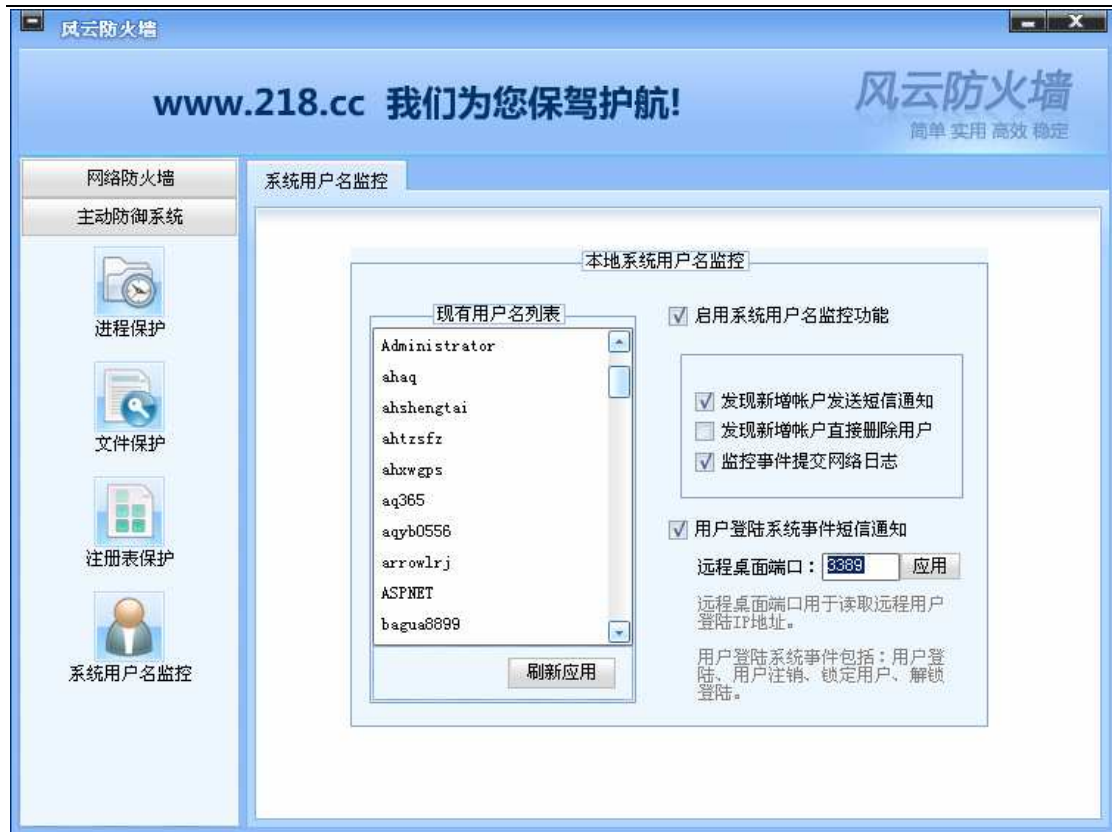 风云防火墙
www.218.cc 我们为您保驾护航!
风云防火墙
简单 实用 高效 稳定
网络防火墙
主动防御系统
进程保护
文件保护
注册表保护
系统用户名监控
系统用户名监控
本地系统用户名监控
现有用户名列表
Administrator
ahaq
ahshengtai
ahtzsfz
ahxwgps
aq365
aqyb0556
arrowlrj
ASPNET
bagua8899
刷新应用
启用系统用户名监控功能
发现新增帐户发送短信通知
发现新增帐户直接删除用户
监控事件提交网络日志
用户登陆系统事件短信通知
远程桌面端口：3389 应用
远程桌面端口用于读取远程用户
登陆IP地址。
用户登陆系统事件包括：用户登
陆、用户注销、锁定用户、解锁
登陆。